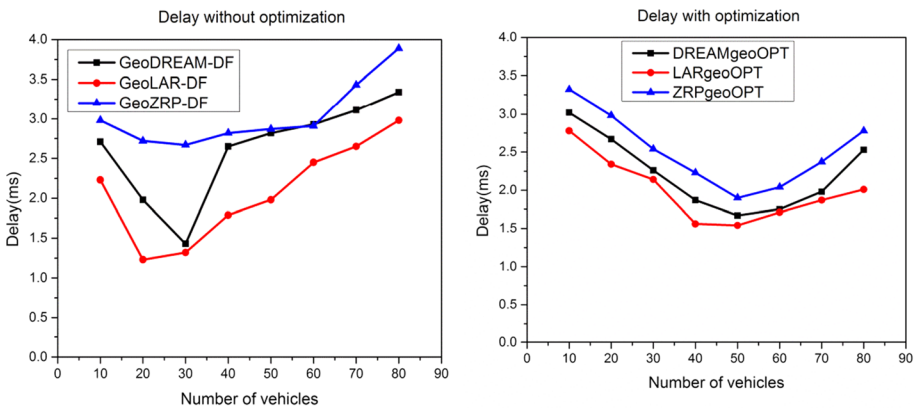 Delay without optimization
4.0
3.5
3.0
2.5
2.0
1.5
1.0
0.5
0.0
Delay(ms)
GeoDREAM-DF
GeoLAR-DF
GeoZRP-DF
0 10 20 30 40 50 60 70 80 90
Number of vehicles
Delay with optimization
4.0
3.5
3.0
2.5
2.0
1.5
1.0
0.5
0.0
Delay(ms)
DREAMgeoOPT
LARgeoOPT
ZRPgeoOPT
0 10 20 30 40 50 60 70 80 90
Number of vehicles